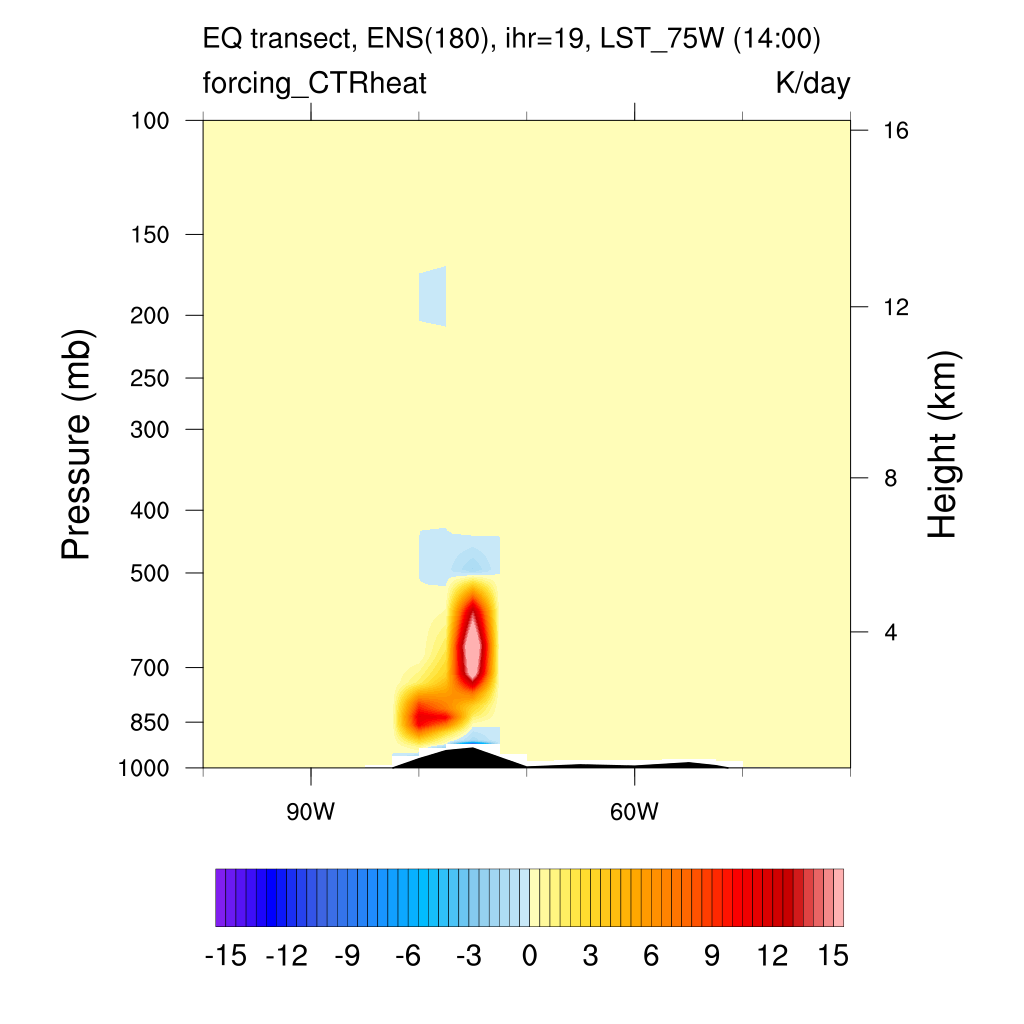 EQ transect, ENS(180), ihr=19, LST_75W (14:00)
forcing_CTRheat K/day
100
150
200
250
300
400
500
700
850
1000
Pressure (mb)
16
12
8
4
Height (km)
90W 60W
-15 -12 -9 -6 -3 0 3 6 9 12 15